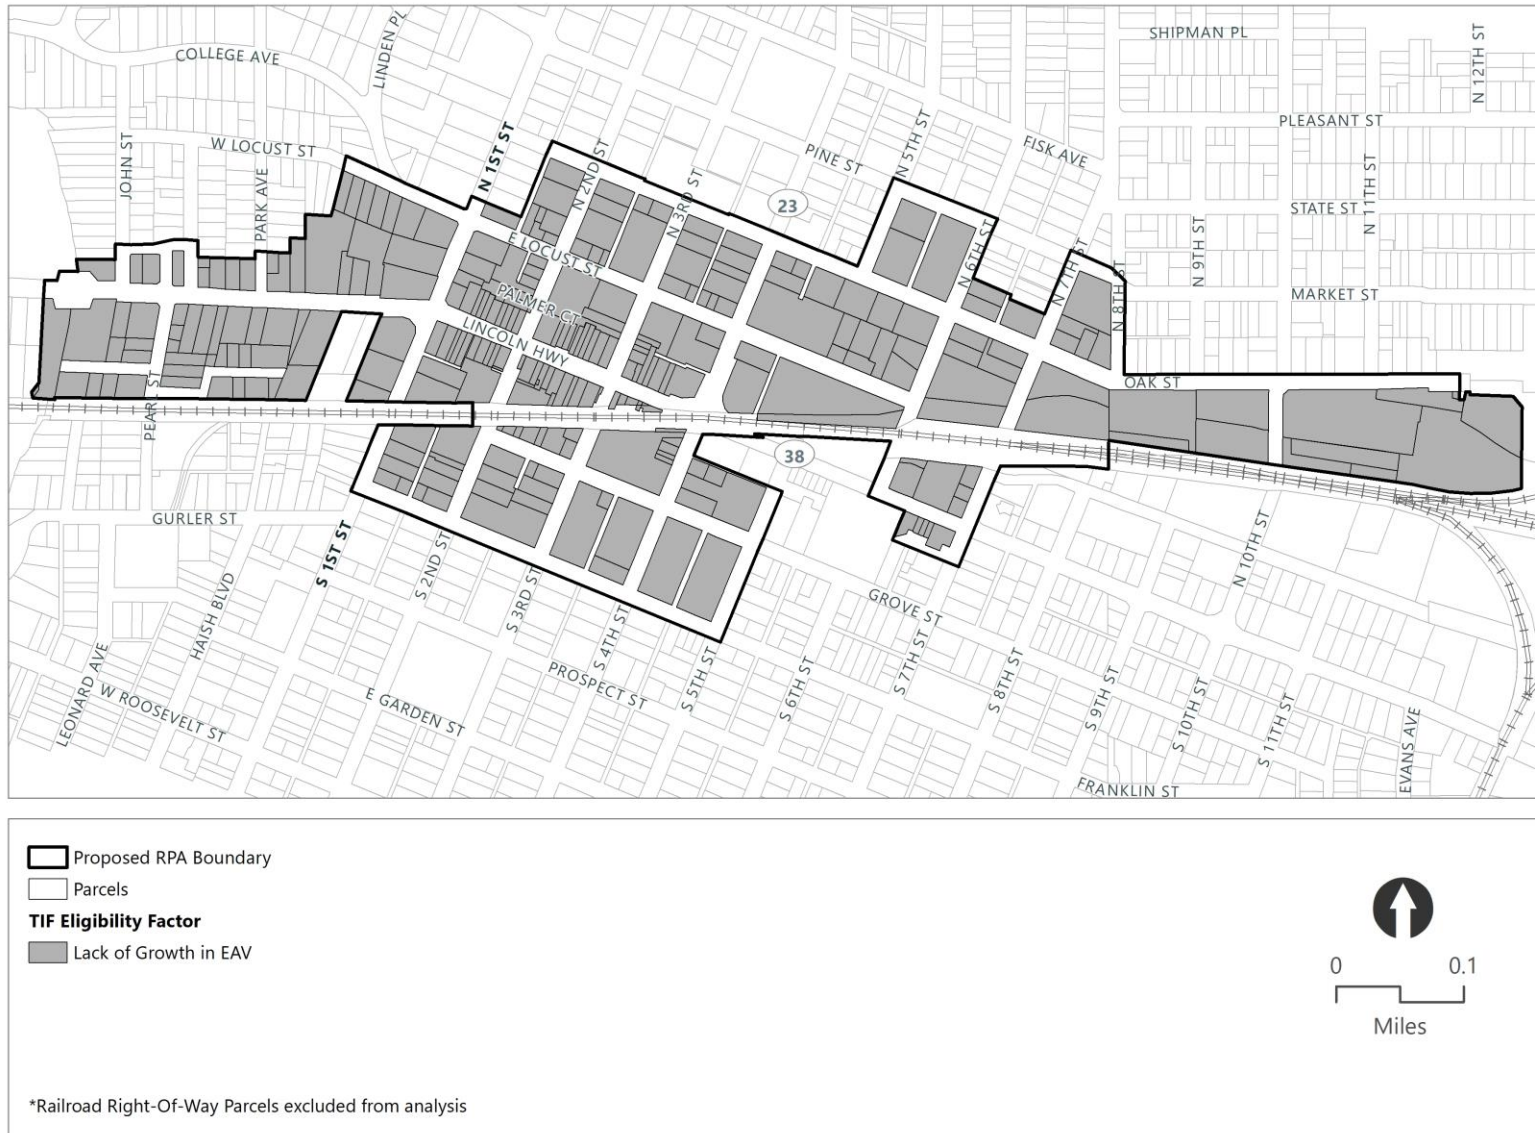 SHIPMAN PL
N 12TH ST
COLLEGE AVE
LINDEN PL
PLEASANT ST
N 5TH ST
FISK AVE
JOHN ST
W LOCUST ST
N 1ST ST
N 2ND ST
PINE ST
N 11TH ST
PARK AVE
N 3RD ST
23
STATE ST
E LOCUST ST
N 6TH ST
N 7TH ST
N 8TH ST
N 9TH ST
PALMER CT
MARKET ST
LINCOLN HWY
OAK ST
PEARL ST
38
GURLER ST
S 1ST ST
S 2ND ST
N 10TH ST
HAISH BLVD
S 3RD ST
GROVE ST
S 4TH ST
LEONARD AVE
W ROOSEVELT ST
E GARDEN ST
PROSPECT ST
S 5TH ST
S 6TH ST
S 7TH ST
S 8TH ST
S 9TH ST
S 10TH ST
S 11TH ST
EVANS AVE
FRANKLIN ST
Proposed RPA Boundary
Parcels
TIF Eligibility Factor
Lack of Growth in EAV
0 0.1
Miles
*Railroad Right-Of-Way Parcels excluded from analysis